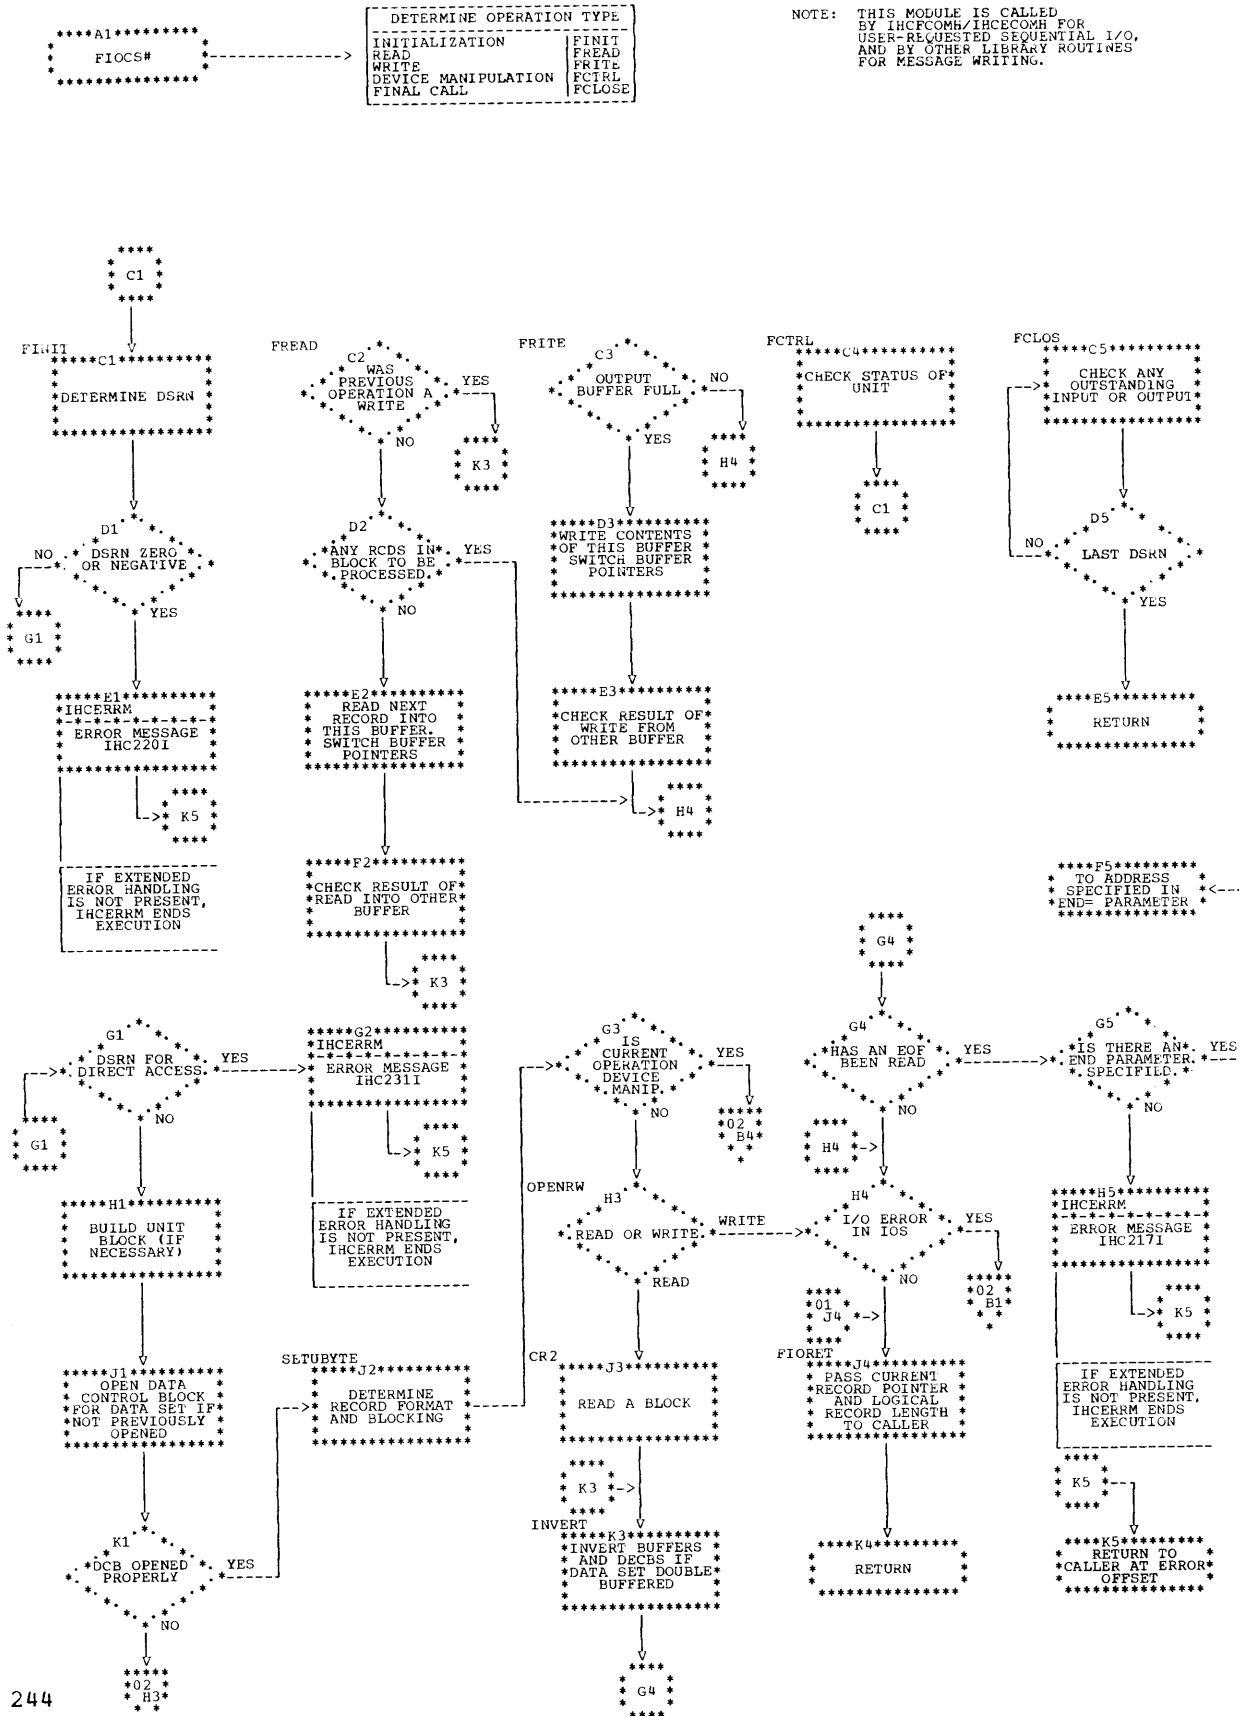 A1
FIOCS#
DETERMINE OPERATION TYPE
INITIALIZATION FINIT
READ FREAD
WRITE FRITE
DEVICE MANIPULATION FCTRL
FINAL CALL FCLOSE
NOTE: THIS MODULE IS CALLED
BY IHCFCOMH/IHCECOMH FOR
USER-REQUESTED SEQUENTIAL I/O,
AND BY OTHER LIBRARY ROUTINES
FOR MESSAGE WRITING.
C1
FINIT
C1
DETERMINE DSRN
D1
DSRN ZERO
OR NEGATIVE
NO
YES
G1
E1
IHCERRM
ERROR MESSAGE
IHC220I
K5
IF EXTENDED
ERROR HANDLING
IS NOT PRESENT,
IHCERRM ENDS
EXECUTION
FREAD
C2
WAS
PREVIOUS
OPERATION A
WRITE
YES
NO
K3
D2
ANY RCDS IN
BLOCK TO BE
PROCESSED.
YES
NO
E2
READ NEXT
RECORD INTO
THIS BUFFER.
SWITCH BUFFER
POINTERS
F2
CHECK RESULT OF
READ INTO OTHER
BUFFER
K3
FRITE
C3
OUTPUT
BUFFER FULL
NO
YES
H4
D3
WRITE CONTENTS
OF THIS BUFFER
SWITCH BUFFER
POINTERS
E3
CHECK RESULT OF
WRITE FROM
OTHER BUFFER
H4
FCTRL
C4
CHECK STATUS OF
UNIT
C1
FCLOS
C5
CHECK ANY
OUTSTANDING
INPUT OR OUTPUT
D5
LAST DSRN
NO
YES
E5
RETURN
F5
TO ADDRESS
SPECIFIED IN
END= PARAMETER
G1
DSRN FOR
DIRECT ACCESS
YES
NO
G1
G2
IHCERRM
ERROR MESSAGE
IHC231I
K5
IF EXTENDED
ERROR HANDLING
IS NOT PRESENT,
IHCERRM ENDS
EXECUTION
H1
BUILD UNIT
BLOCK (IF
NECESSARY)
J1
OPEN DATA
CONTROL BLOCK
FOR DATA SET IF
NOT PREVIOUSLY
OPENED
K1
DCB OPENED
PROPERLY
YES
NO
02
H3
J2
DETERMINE
RECORD FORMAT
AND BLOCKING
G3
IS
CURRENT
OPERATION
DEVICE
MANIP.
YES
NO
02
B4
OPENRW
H3
READ OR WRITE
WRITE
READ
CR2
J3
READ A BLOCK
K3
INVERT
K3
INVERT BUFFERS
AND DECBS IF
DATA SET DOUBLE
BUFFERED
G4
G4
G4
HAS AN EOF
BEEN READ
YES
NO
H4
H4
I/O ERROR
IN IOS
YES
NO
02
B1
01
J4
FIORET
J4
PASS CURRENT
RECORD POINTER
AND LOGICAL
RECORD LENGTH
TO CALLER
K4
RETURN
G5
IS THERE AN
END PARAMETER
SPECIFIED.
YES
NO
H5
IHCERRM
ERROR MESSAGE
IHC217I
K5
IF EXTENDED
ERROR HANDLING
IS NOT PRESENT,
IHCERRM ENDS
EXECUTION
K5
K5
RETURN TO
CALLER AT ERROR
OFFSET
244